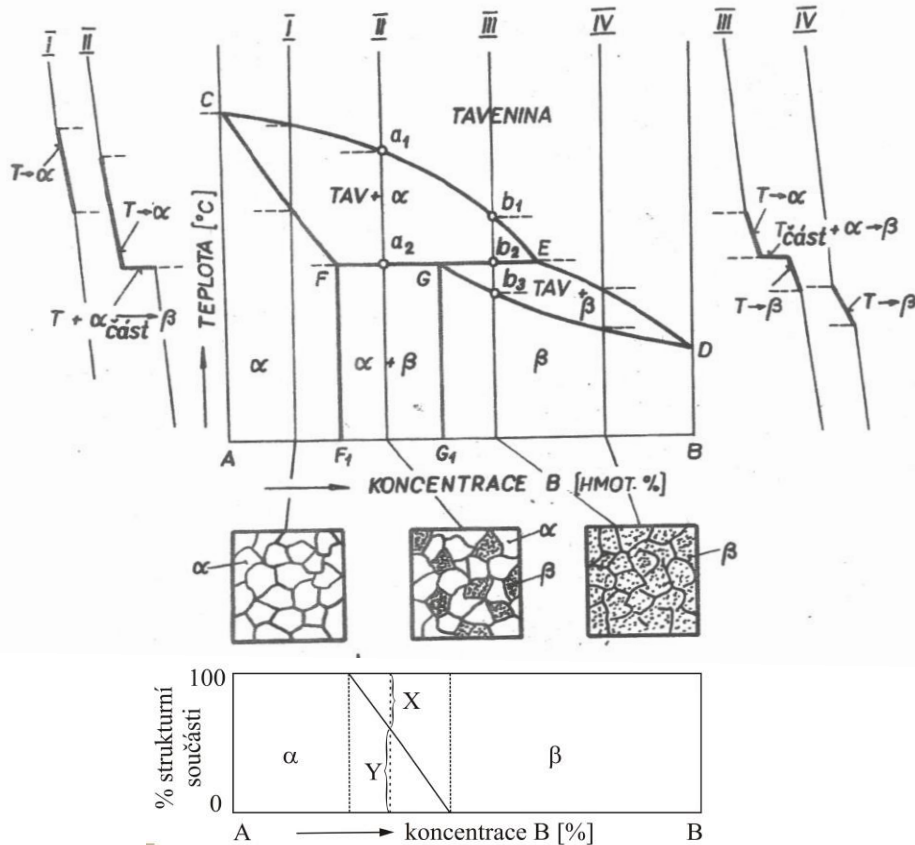 I II
I II III IV
III IV
C
TAVENINA
a1
T→α
T→α
TAV + α
b1
T→α
a2
b2 E
Tčást + α→β
F G
b3 TAV + β
T→β
T→β
T + αčást→β
TEPLOTA [°C]
D
α α + β β
A F1 G1 B
KONCENTRACE B [HMOT. %]
α
α
β
β
100
% strukturní
součásti
X
α Y β
0
A koncentrace B [%] B